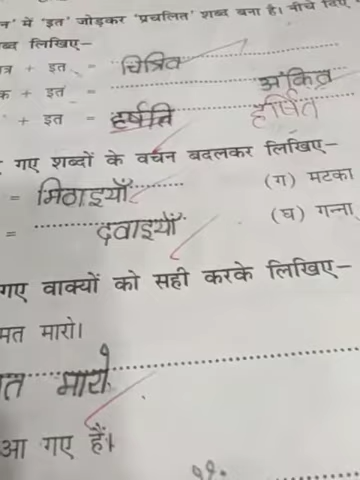 न' में 'इत' जोड़कर 'प्रचलित' शब्द बना है। नीचे दिए
लिखिए–
+ इत = चित्रित
+ इत = अंकित
+ इत = हर्षति हर्षित
गए शब्दों के वचन बदलकर लिखिए–
= मिठाइयाँ (ग) मटका
= दवाइयाँ (घ) गन्ना
गए वाक्यों को सही करके लिखिए–
मत मारो।
मारो
आ गए हैं।